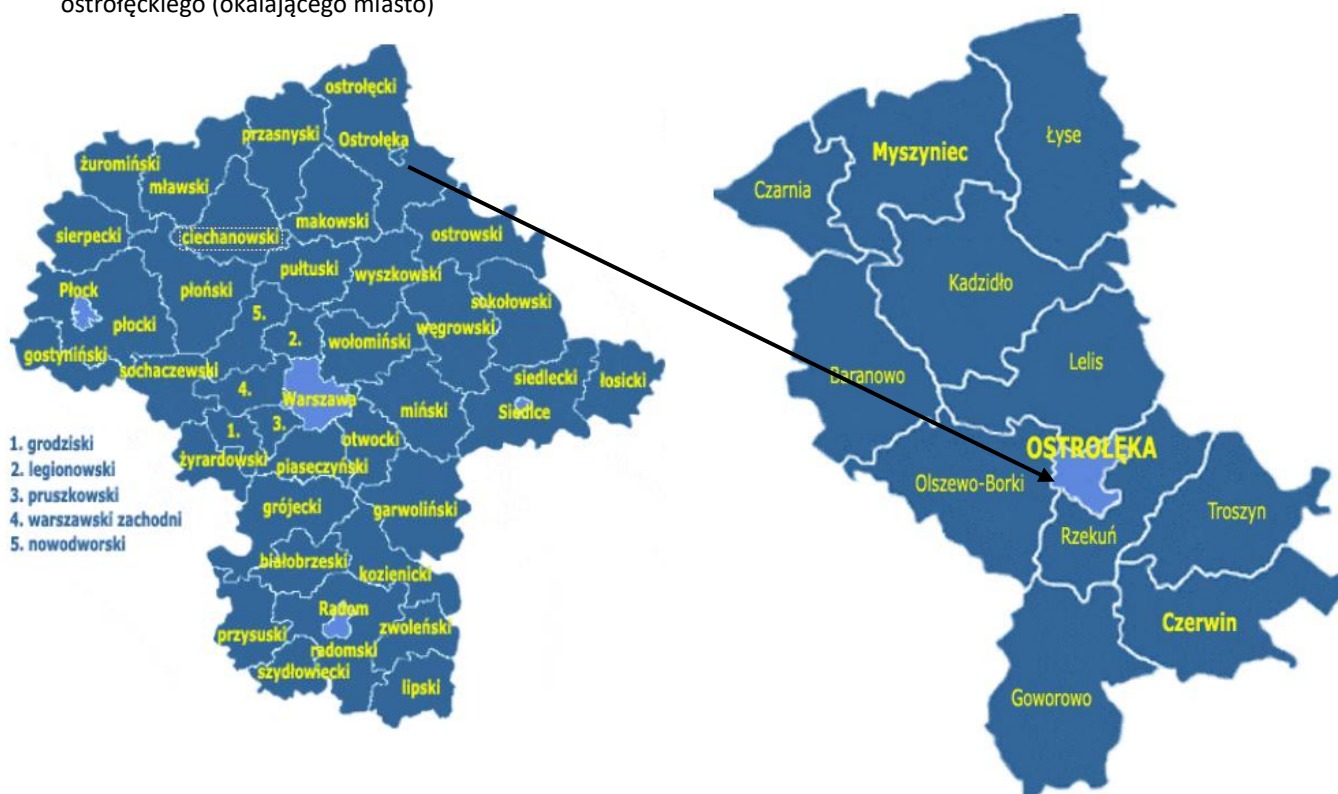 ostrołęckiego (okalającego miasto)
ostrołęcki
przasnyski
Ostrołęka
żuromiński
mławski
makowski
sierpecki
ciechanowski
ostrowski
pułtuski
wyszkowski
Płock
płoński
sokołowski
płocki
5.
węgrowski
2.
wołomiński
gostyniński
sochaczewski
siedlecki
łosicki
4.
Warszawa
miński
Siedlce
1.
3.
otwocki
żyrardowski
piaseczyński
grójecki
garwoliński
białobrzeski
kozienicki
Radom
przysuski
zwoleński
radomski
szydłowiecki
lipski
1. grodziski
2. legionowski
3. pruszkowski
4. warszawski zachodni
5. nowodworski
Łyse
Myszyniec
Czarnia
Kadzidło
Lelis
Baranowo
OSTROŁĘKA
Olszewo-Borki
Troszyn
Rzekuń
Czerwin
Goworowo